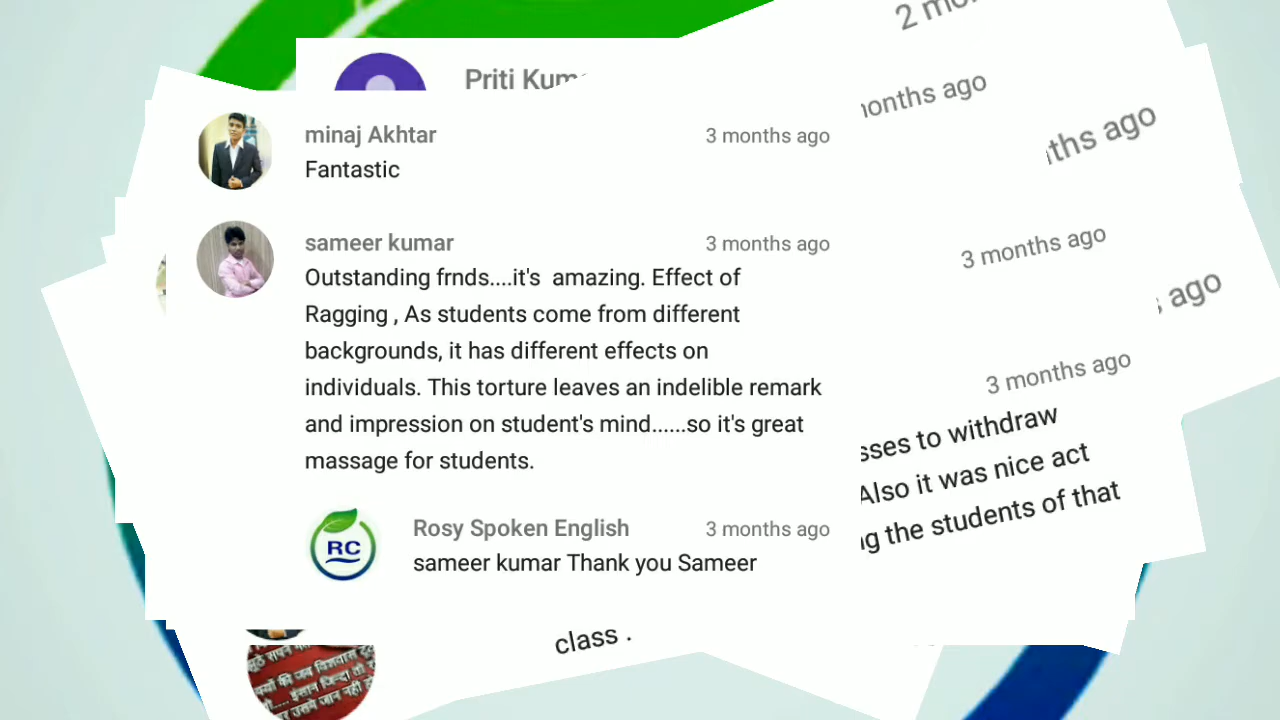 2
Priti
months ago
ths ago
minaj Akhtar 3 months ago
Fantastic
sameer kumar 3 months ago
Outstanding frnds....it's  amazing. Effect of
Ragging , As students come from different
backgrounds, it has different effects on
individuals. This torture leaves an indelible remark
and impression on student's mind......so it's great
massage for students.
Rosy Spoken English 3 months ago
sameer kumar Thank you Sameer
RC
3 months ago
ago
3 months ago
sses to withdraw
Also it was nice act
ng the students of that
class .